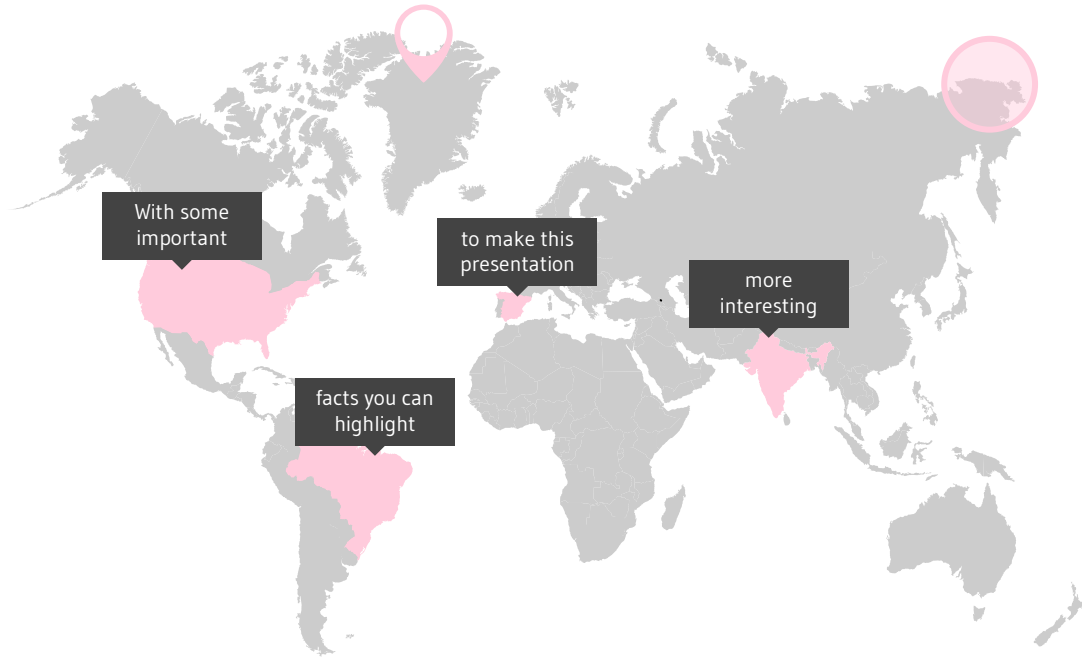 With some
important
facts you can
highlight
to make this
presentation
more
interesting